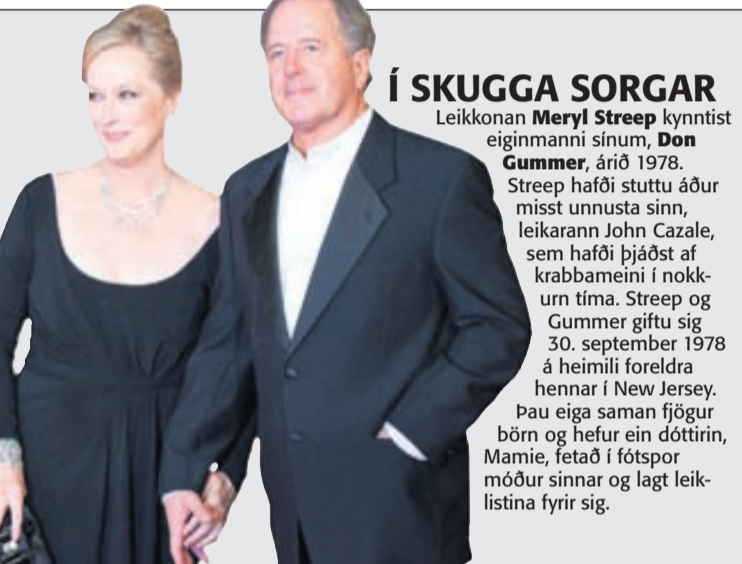 Í SKUGGA SORGAR
Leikkonan Meryl Streep kynntist
eiginmanni sínum, Don
Gummer, árið 1978.
Streep hafði stuttu áður
misst unnusta sinn,
leikarann John Cazale,
sem hafði þjáðst af
krabbameini í nokk-
urn tíma. Streep og
Gummer giftu sig
30. september 1978
á heimili foreldra
hennar í New Jersey.
Þau eiga saman fjögur
börn og hefur ein dóttirin,
Mamie, fetað í fótspor
móður sinnar og lagt leik-
listina fyrir sig.